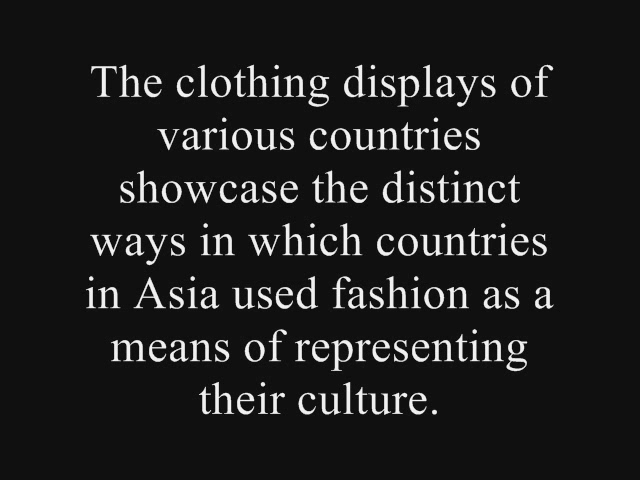 The clothing displays of
various countries
showcase the distinct
ways in which countries
in Asia used fashion as a
means of representing
their culture.